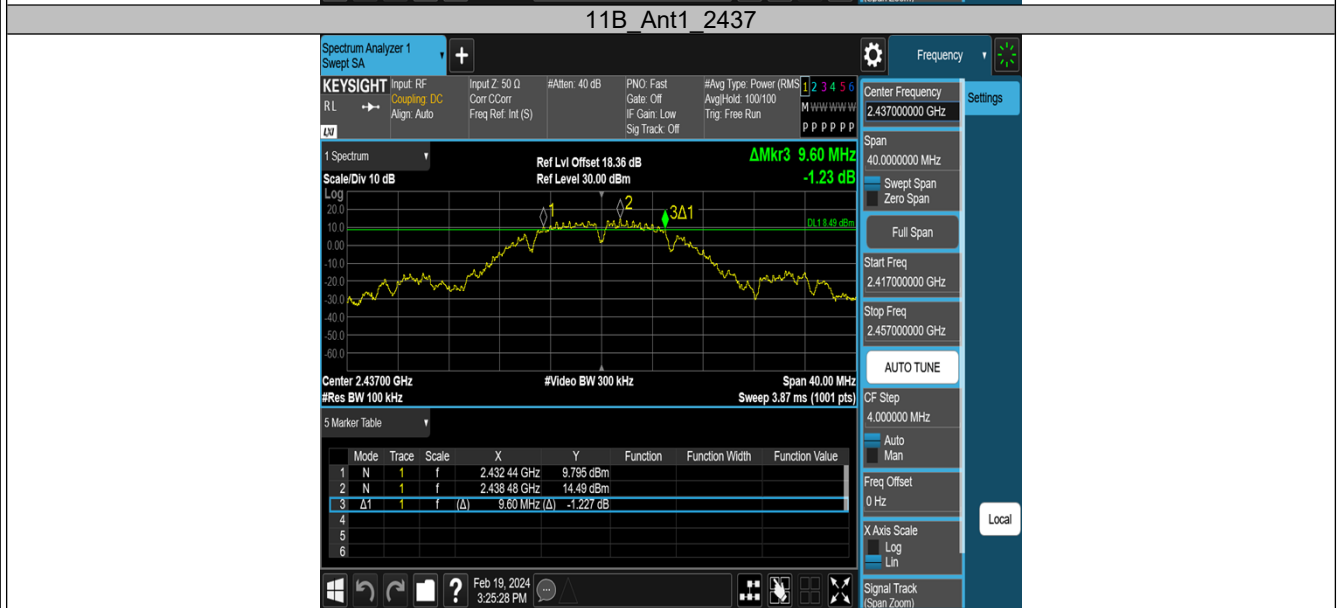 11B_Ant1_2437
Spectrum Analyzer 1
Swept SA
+
Frequency
KEYSIGHT
RL
LXI
Input: RF
Coupling: DC
Align: Auto
Input Z: 50 Ω
Corr CCorr
Freq Ref: Int (S)
#Atten: 40 dB
PNO: Fast
Gate: Off
IF Gain: Low
Sig Track: Off
#Avg Type: Power (RMS
Avg|Hold: 100/100
Trig: Free Run
1 2 3 4 5 6
M W W W W W
P P P P P P
1 Spectrum
Scale/Div 10 dB
Ref Lvl Offset 18.36 dB
Ref Level 30.00 dBm
ΔMkr3 9.60 MHz
-1.23 dB
Log
20.0
10.0
0.00
-10.0
-20.0
-30.0
-40.0
-50.0
-60.0
1
2
3Δ1
DL1 8.49 dBm
Center 2.43700 GHz
#Video BW 300 kHz
Span 40.00 MHz
#Res BW 100 kHz
Sweep 3.87 ms (1001 pts)
5 Marker Table
Mode Trace Scale X Y Function Function Width Function Value
1 N 1 f 2.432 44 GHz 9.795 dBm
2 N 1 f 2.438 48 GHz 14.49 dBm
3 Δ1 1 f (Δ) 9.60 MHz (Δ) -1.227 dB
4
5
6
?
Feb 19, 2024
3:25:28 PM
Center Frequency
2.437000000 GHz
Settings
Span
40.0000000 MHz
Swept Span
Zero Span
Full Span
Start Freq
2.417000000 GHz
Stop Freq
2.457000000 GHz
AUTO TUNE
CF Step
4.000000 MHz
Auto
Man
Freq Offset
0 Hz
X Axis Scale
Log
Lin
Local
Signal Track
(Span Zoom)